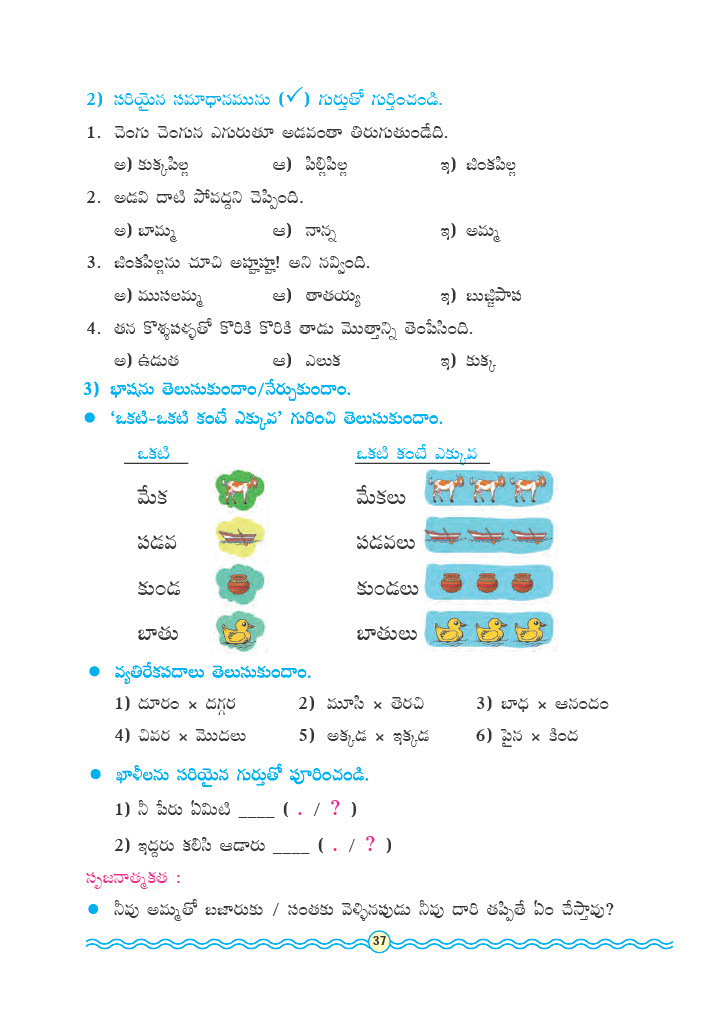 2) సరియైన సమాధానమును (✓) గుర్తుతో గుర్తించండి.
1. చెంగు చెంగున ఎగురుతూ అడవంతా తిరుగుతుండేది.
అ) కుక్కపిల్ల ఆ) పిల్లిపిల్ల ఇ) జింకపిల్ల
2. అడవి దాటి పోవద్దని చెప్పింది.
అ) బామ్మ ఆ) నాన్న ఇ) అమ్మ
3. జింకపిల్లను చూచి అహ్హహ్హ! అని నవ్వింది.
అ) ముసలమ్మ ఆ) తాతయ్య ఇ) బుజ్జిపాప
4. తన కొశ్శపళ్ళతో కొరికి కొరికి తాడు మొత్తాన్ని తెంపేసింది.
అ) ఉడుత ఆ) ఎలుక ఇ) కుక్క
3) భాషను తెలుసుకుందాం/నేర్చుకుందాం.
● ‘ఒకటి-ఒకటి కంటే ఎక్కువ’ గురించి తెలుసుకుందాం.
ఒకటి ఒకటి కంటే ఎక్కువ
మేక మేకలు
పడవ పడవలు
కుండ కుండలు
బాతు బాతులు
● వ్యతిరేకపదాలు తెలుసుకుందాం.
1) దూరం × దగ్గర 2) మూసి × తెరచి 3) బాధ × ఆనందం
4) చివర × మొదలు 5) అక్కడ × ఇక్కడ 6) పైన × కింద
● ఖాళీలను సరియైన గుర్తుతో పూరించండి.
1) నీ పేరు ఏమిటి ____ ( . / ? )
2) ఇద్దరు కలిసి ఆడారు ____ ( . / ? )
సృజనాత్మకత :
● నీవు అమ్మతో బజారుకు / సంతకు వెళ్ళినపుడు నీవు దారి తప్పితే ఏం చేస్తావు?
37